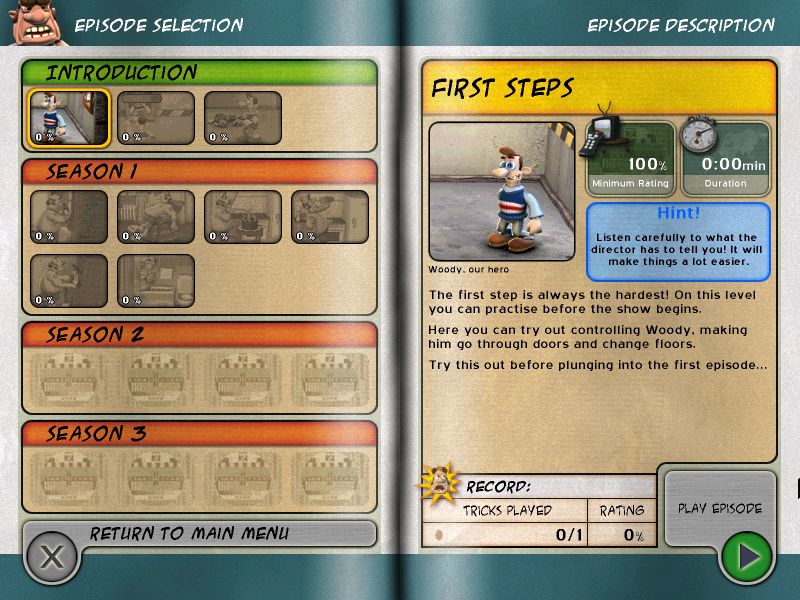 EPISODE SELECTION
INTRODUCTION
0 %
0 %
0 %
SEASON 1
0 %
0 %
0 %
0 %
0 %
0 %
SEASON 2
SEASON 3
RETURN TO MAIN MENU
EPISODE DESCRIPTION
FIRST STEPS
100%
Minimum Rating
0:00min
Duration
Woody, our hero
Hint!
Listen carefully to what the
director has to tell you! It will
make things a lot easier.
The first step is always the hardest! On this level
you can practise before the show begins.
Here you can try out controlling Woody, making
him go through doors and change floors.
Try this out before plunging into the first episode...
RECORD:
TRICKS PLAYED
RATING
0/1
0%
PLAY EPISODE